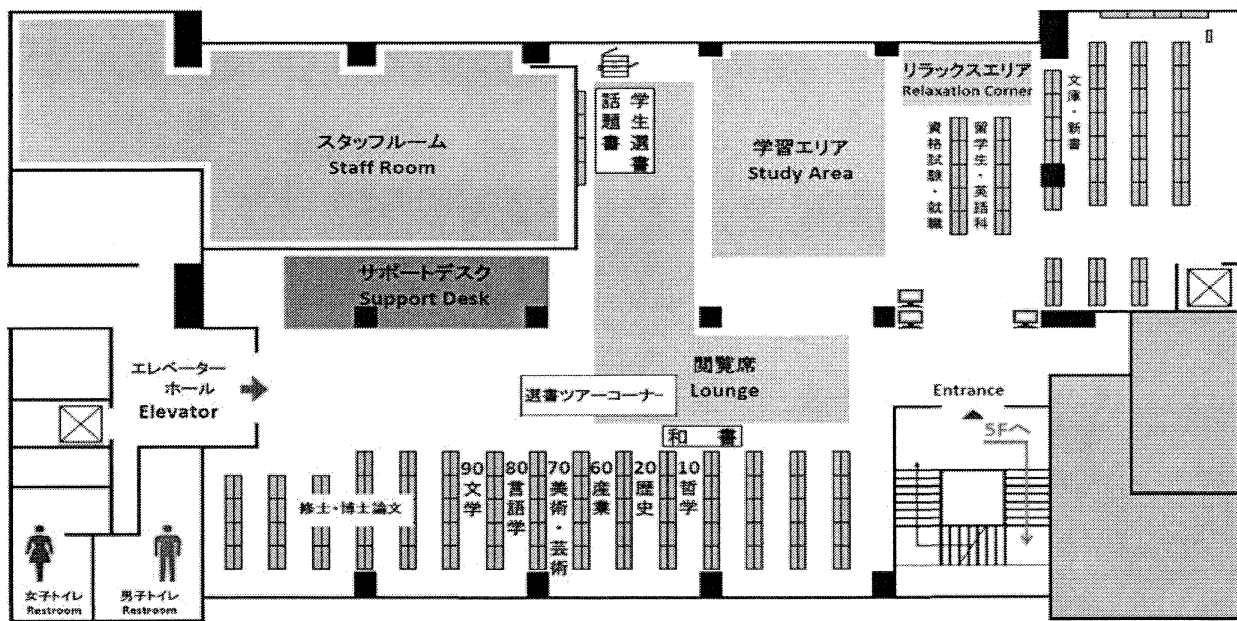 スタッフルーム
Staff Room
話題書
学生選書
学習エリア
Study Area
リラックスエリア
Relaxation Corner
資格試験・就職
留学生・英語科
文庫・新書
サポートデスク
Support Desk
エレベーター
ホール
Elevator
閲覧席
Lounge
選書ツアーコーナー
和書
Entrance
5Fへ
90
文学
80
言語学
70
美術・芸術
60
産業
20
歴史
10
哲学
修士・博士論文
女子トイレ
Restroom
男子トイレ
Restroom